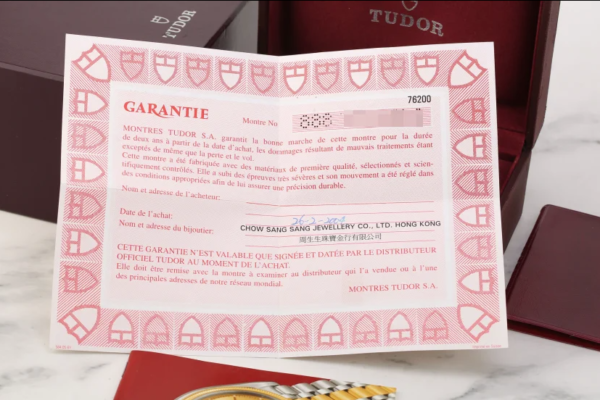 TUDOR
TUDOR
76200
GARANTIE
Montre No
888
MONTRES TUDOR S.A. garantit la bonne marche de cette montre pour la durée
de deux ans à partir de la date d'achat, les dommages résultant de mauvais traitements étant
exceptés de même que la perte et le vol.
Cette montre a été fabriquée avec des matériaux de première qualité, sélectionnés et scien-
tifiquement contrôlés. Elle a subi des épreuves très sévères et son mouvement a été réglé dans
des conditions appropriées afin de lui assurer une précision durable.
Nom et adresse de l'acheteur:
Date de l'achat:
26-2-2001
Nom et adresse du bijoutier:
CHOW SANG SANG JEWELLERY CO., LTD. HONG KONG
周生生珠寶金行有限公司
CETTE GARANTIE N'EST VALABLE QUE SIGNÉE ET DATÉE PAR LE DISTRIBUTEUR
OFFICIEL TUDOR AU MOMENT DE L'ACHAT.
Elle doit être remise avec la montre à examiner au distributeur qui l'a vendue ou à l'une
des principales adresses de notre réseau mondial.
MONTRES TUDOR S.A.